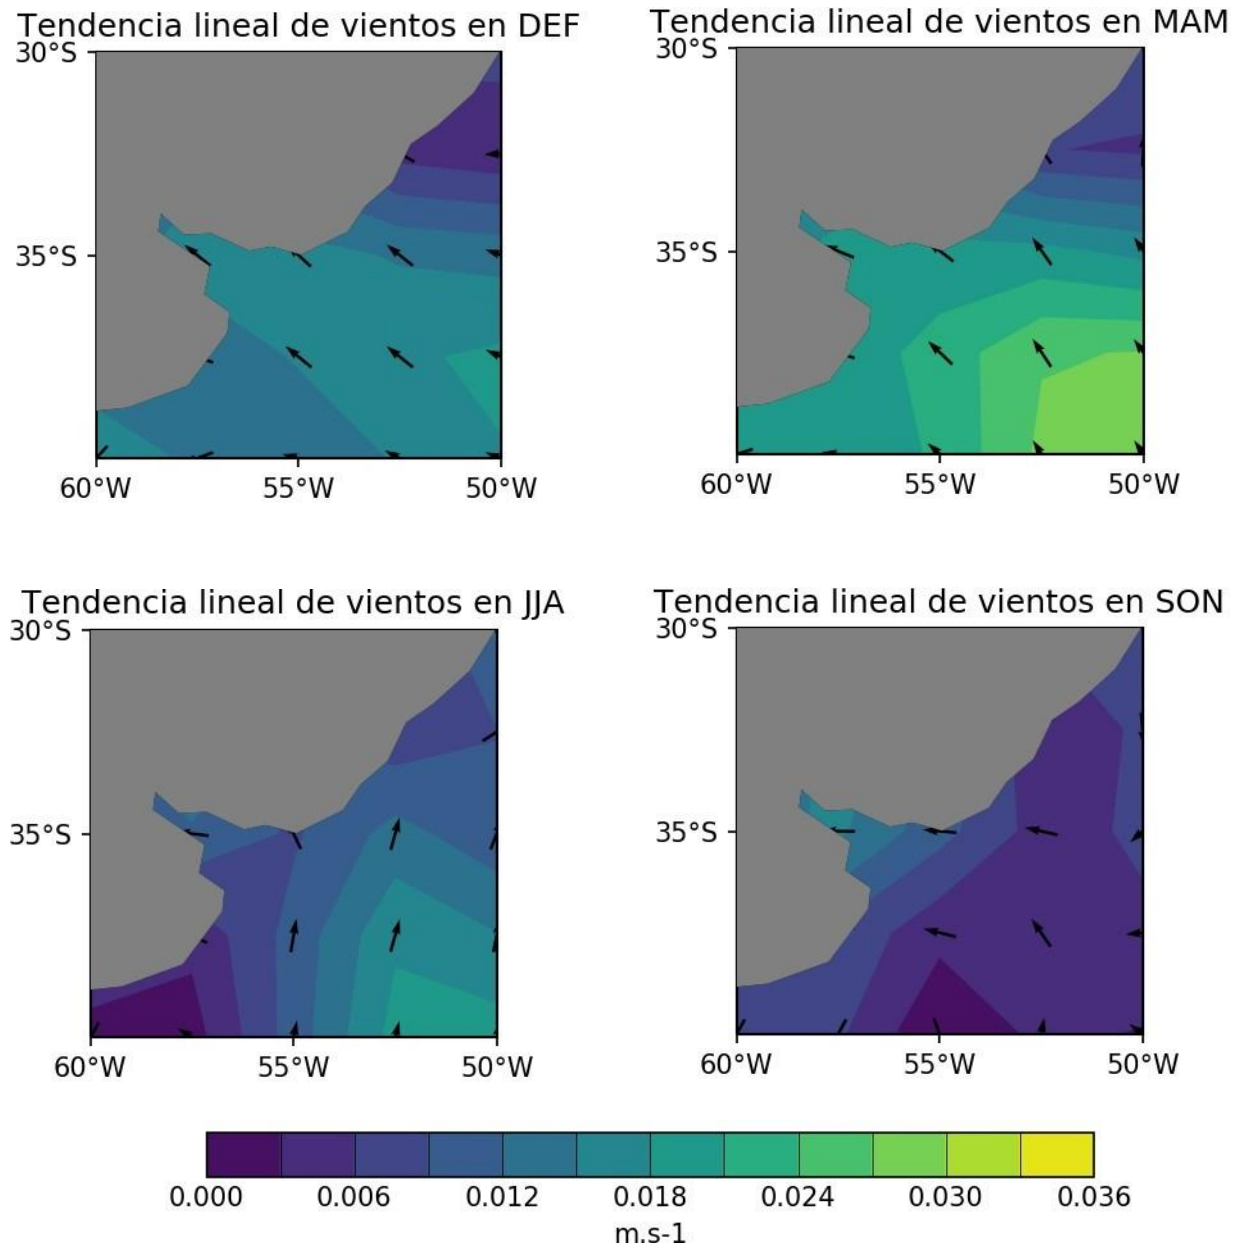 Tendencia lineal de vientos en DEF
Tendencia lineal de vientos en MAM
30°S
30°S
35°S
35°S
60°W 55°W 50°W
60°W 55°W 50°W
Tendencia lineal de vientos en JJA
Tendencia lineal de vientos en SON
30°S
30°S
35°S
35°S
60°W 55°W 50°W
60°W 55°W 50°W
0.000 0.006 0.012 0.018 0.024 0.030 0.036
m.s-1